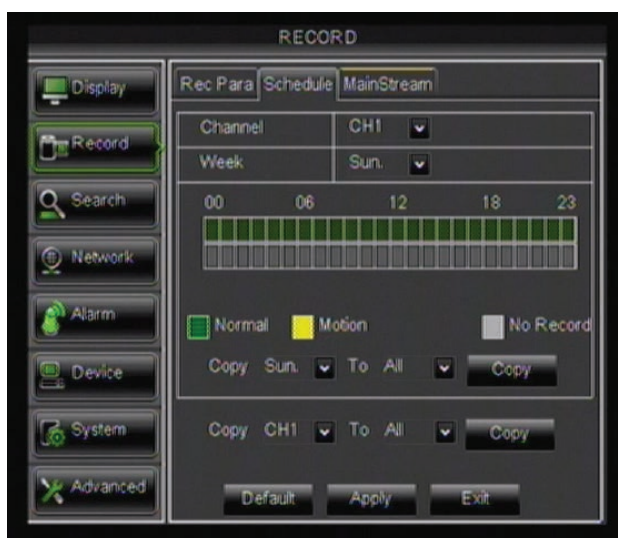 RECORD
Display
Record
Search
Network
Alarm
Device
System
Advanced
Rec Para Schedule MainStream
Channel CH1
Week Sun.
00 06 12 18 23
Normal Motion No Record
Copy Sun. To All Copy
Copy CH1 To All Copy
Default Apply Exit